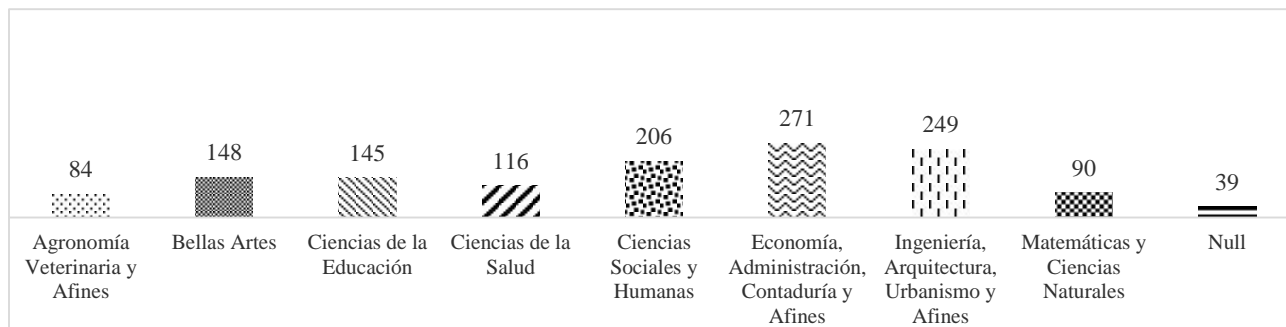 84
148
145
116
206
271
249
90
39
Agronomía
Veterinaria y
Afines
Bellas Artes
Ciencias de la
Educación
Ciencias de la
Salud
Ciencias
Sociales y
Humanas
Economía,
Administración,
Contaduría y
Afines
Ingeniería,
Arquitectura,
Urbanismo y
Afines
Matemáticas y
Ciencias
Naturales
Null